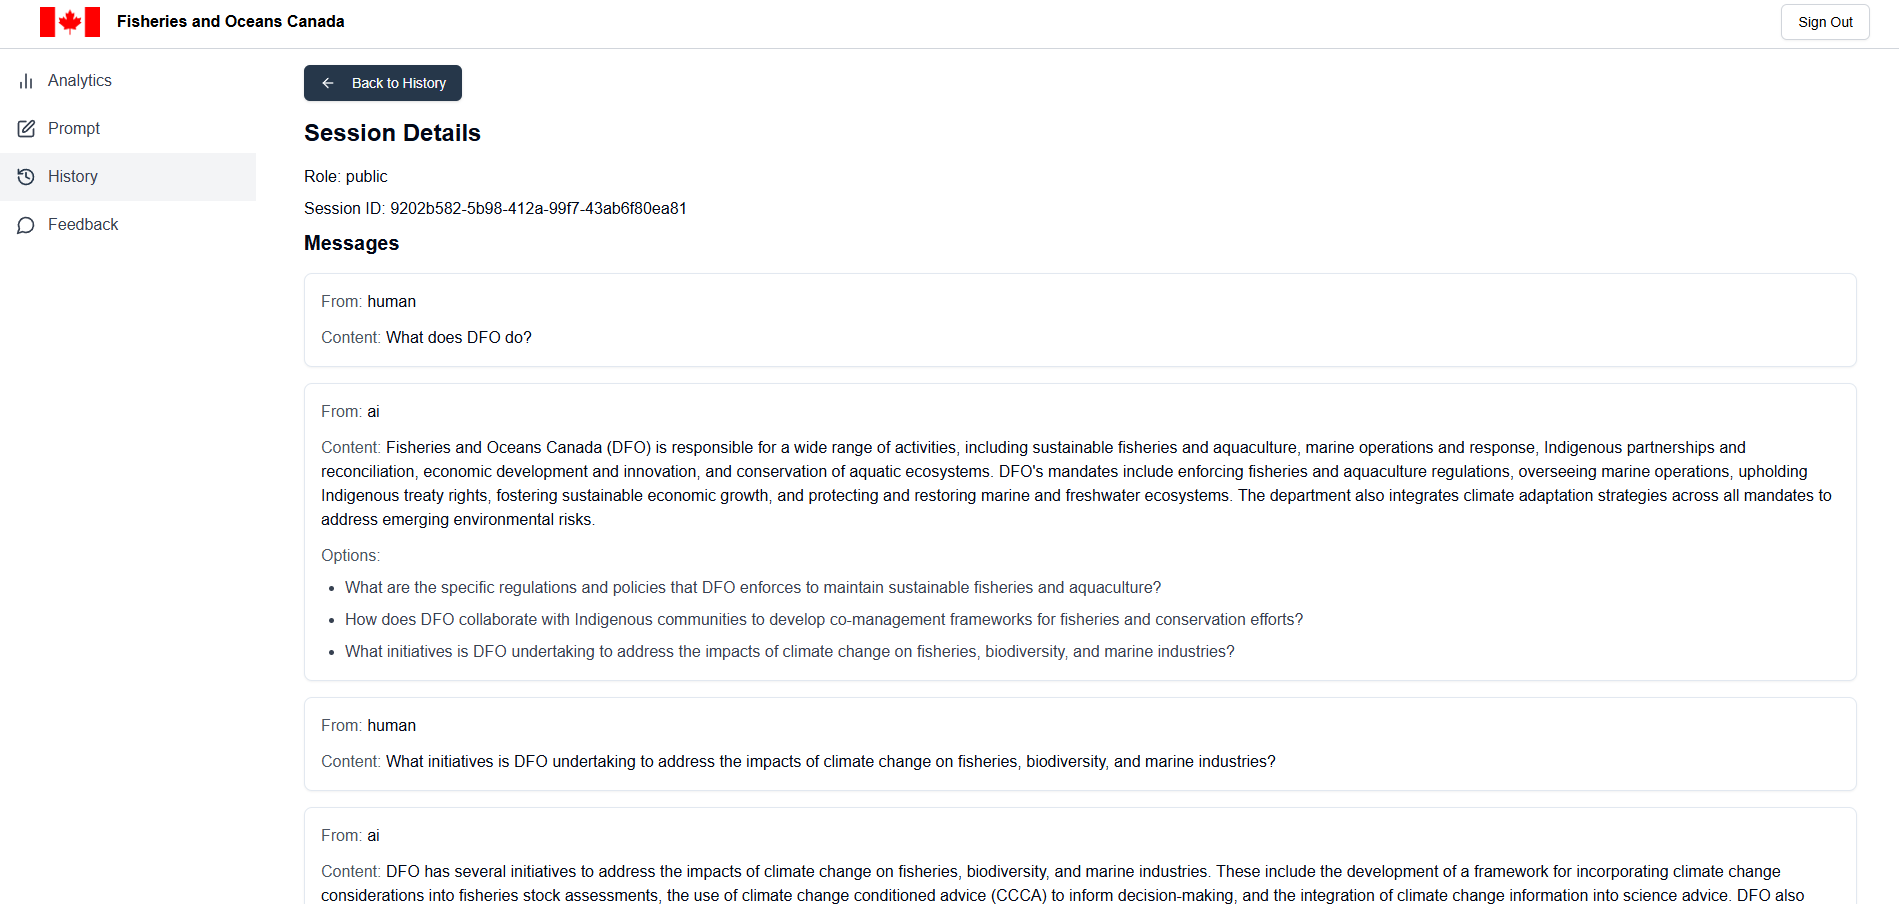 Fisheries and Oceans Canada
Sign Out
Analytics
Prompt
History
Feedback
Back to History
Session Details
Role: public
Session ID: 9202b582-5b98-412a-99f7-43ab6f80ea81
Messages
From: human
Content: What does DFO do?
From: ai
Content: Fisheries and Oceans Canada (DFO) is responsible for a wide range of activities, including sustainable fisheries and aquaculture, marine operations and response, Indigenous partnerships and
reconciliation, economic development and innovation, and conservation of aquatic ecosystems. DFO's mandates include enforcing fisheries and aquaculture regulations, overseeing marine operations, upholding
Indigenous treaty rights, fostering sustainable economic growth, and protecting and restoring marine and freshwater ecosystems. The department also integrates climate adaptation strategies across all mandates to
address emerging environmental risks.
Options:
• What are the specific regulations and policies that DFO enforces to maintain sustainable fisheries and aquaculture?
• How does DFO collaborate with Indigenous communities to develop co-management frameworks for fisheries and conservation efforts?
• What initiatives is DFO undertaking to address the impacts of climate change on fisheries, biodiversity, and marine industries?
From: human
Content: What initiatives is DFO undertaking to address the impacts of climate change on fisheries, biodiversity, and marine industries?
From: ai
Content: DFO has several initiatives to address the impacts of climate change on fisheries, biodiversity, and marine industries. These include the development of a framework for incorporating climate change
considerations into fisheries stock assessments, the use of climate change conditioned advice (CCCA) to inform decision-making, and the integration of climate change information into science advice. DFO also